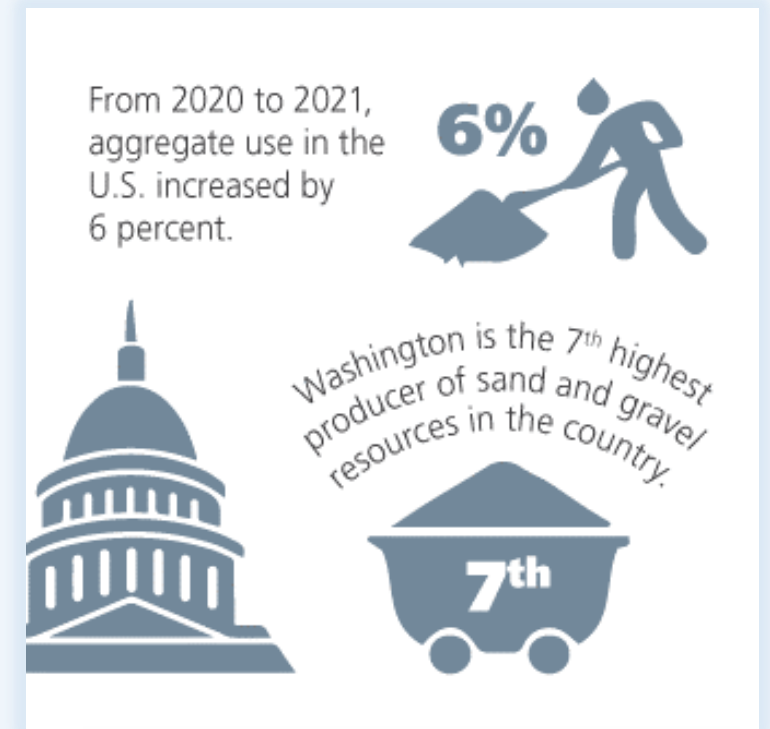 From 2020 to 2021,
aggregate use in the
U.S. increased by
6 percent.
6%
Washington is the 7th highest
producer of sand and gravel
resources in the country.
7th